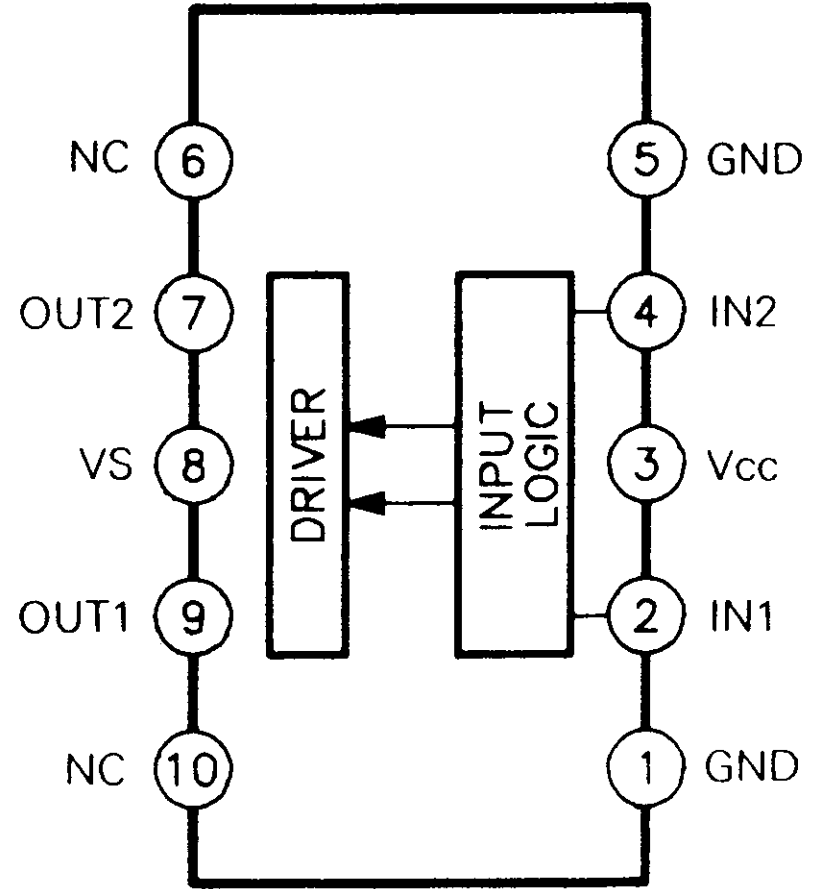 NC 6 5 GND
OUT2 7 4 IN2
VS 8 3 Vcc
OUT1 9 2 IN1
NC 10 1 GND
DRIVER
INPUT
LOGIC